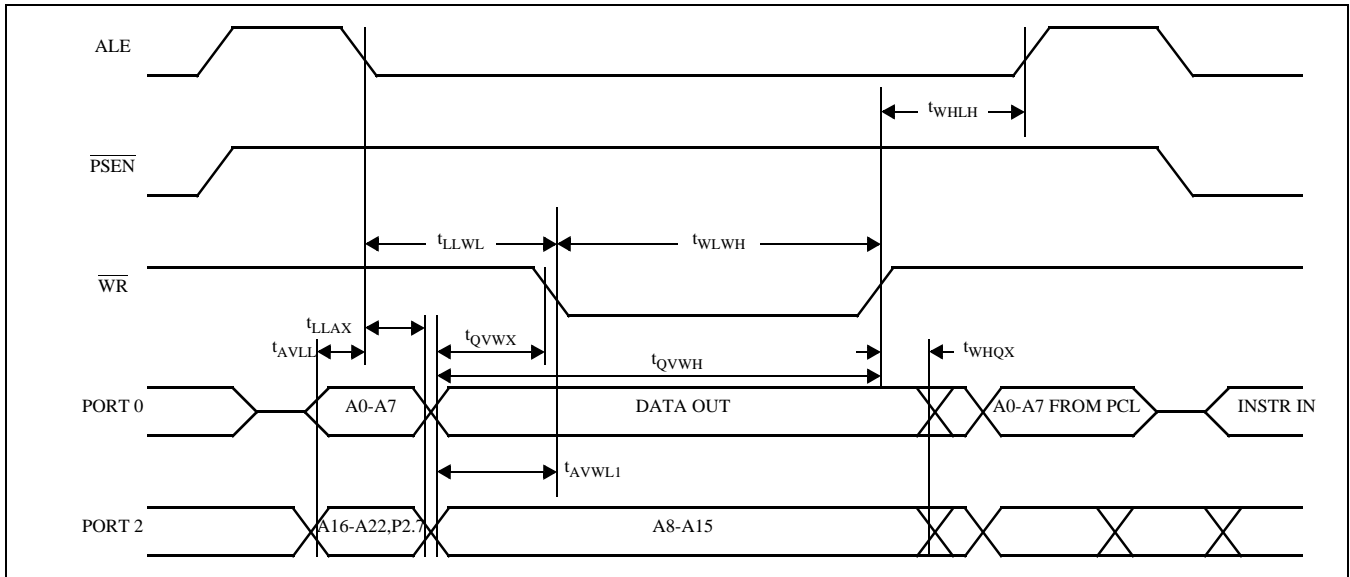 ALE
tWHLH
PSEN
tLLWL
tWLWH
WR
tLLAX
tAVLL
tQVWX
tQVWH
tWHQX
PORT 0
A0-A7
DATA OUT
A0-A7 FROM PCL
INSTR IN
tAVWL1
PORT 2
A16-A22,P2.7
A8-A15